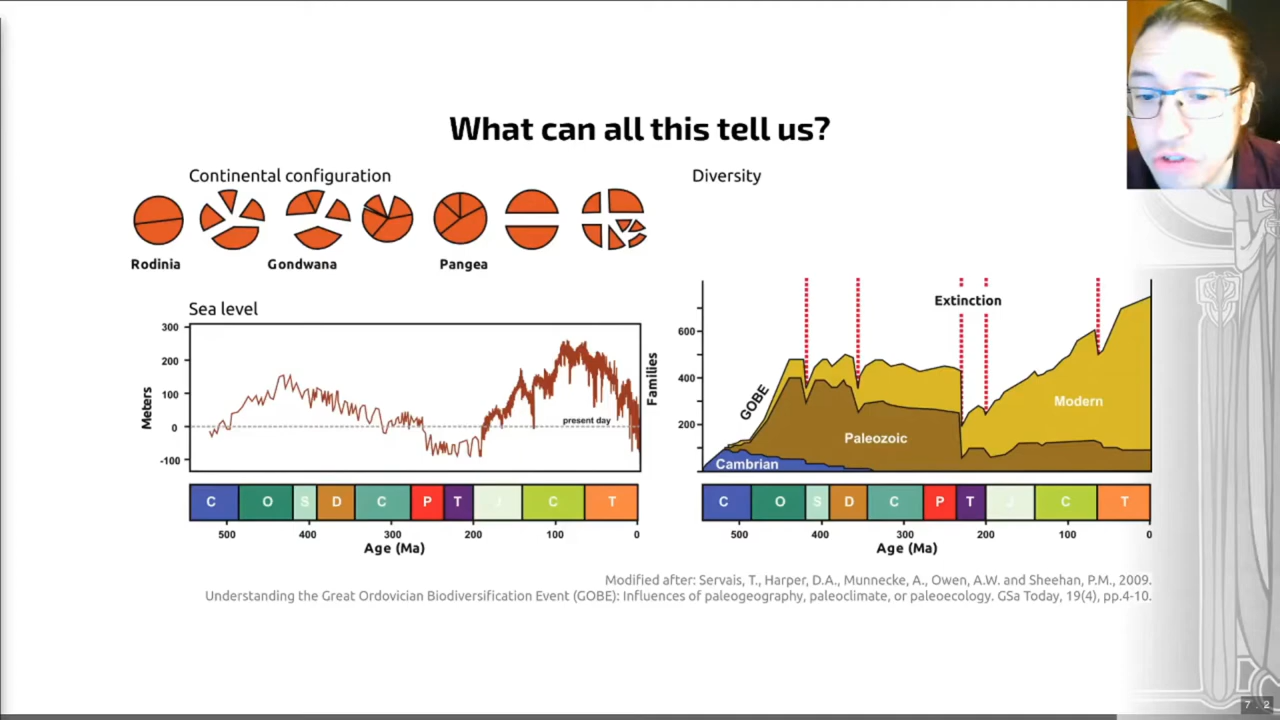 What can all this tell us?
Continental configuration
Rodinia
Gondwana
Pangea
Sea level
300
200
100
0
-100
Meters
present day
C O S D C P T J C T
500 400 300 200 100 0
Age (Ma)
Diversity
Extinction
600
400
200
Families
GOBE
Modern
Paleozoic
Cambrian
C O S D C P T J C T
500 400 300 200 100 0
Age (Ma)
Modified after: Servais, T., Harper, D.A., Munnecke, A., Owen, A.W. and Sheehan, P.M., 2009.
Understanding the Great Ordovician Biodiversification Event (GOBE): Influences of paleogeography, paleoclimate, or paleoecology. GSa Today, 19(4), pp.4-10.
7.2